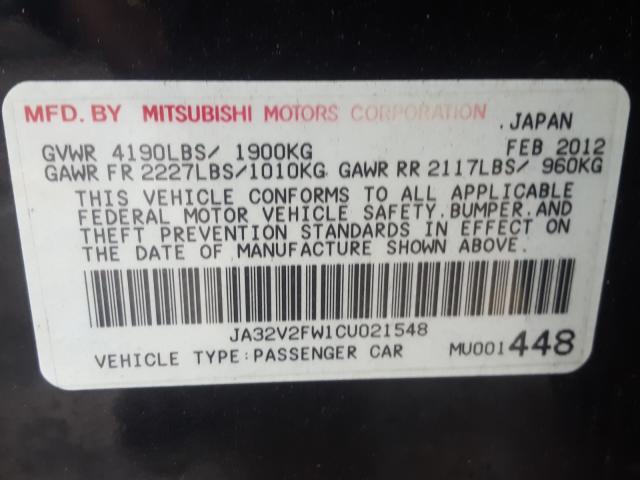 MFD. BY MITSUBISHI MOTORS CORPORATION
. JAPAN
GVWR 4190LBS/ 1900KG FEB 2012
GAWR FR 2227LBS/1010KG GAWR RR 2117LBS/ 960KG
THIS VEHICLE CONFORMS TO ALL APPLICABLE
FEDERAL MOTOR VEHICLE SAFETY, BUMPER, AND
THEFT PREVENTION STANDARDS IN EFFECT ON
THE DATE OF MANUFACTURE SHOWN ABOVE.
JA32V2FW1CU021548
VEHICLE TYPE:PASSENGER CAR MU001448